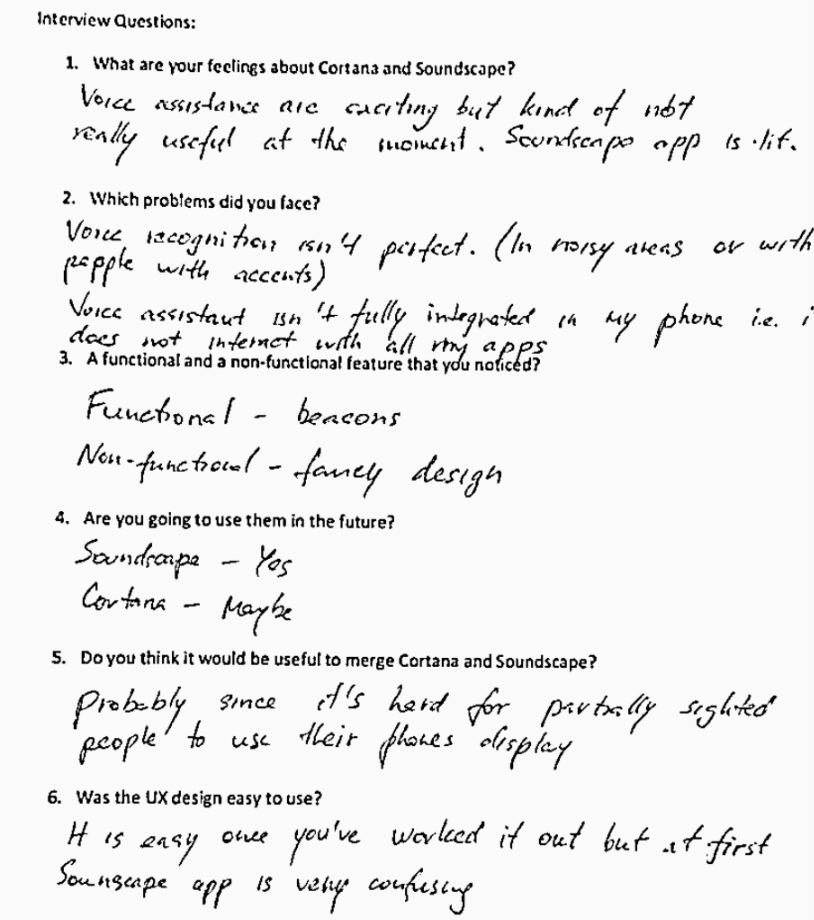 Interview Questions:
1. What are your feelings about Cortana and Soundscape?
Voice assistance are exciting but kind of not
really useful at the moment. Soundscape app is lit.
2. Which problems did you face?
Voice recognition isn't perfect. (In noisy areas or with
people with accents)
Voice assistant isn't fully integrated in my phone i.e. i
does not internet with all my apps
3. A functional and a non-functional feature that you noticed?
Functional - beacons
Non-functional - fancy design
4. Are you going to use them in the future?
Soundscape - Yes
Cortana - Maybe
5. Do you think it would be useful to merge Cortana and Soundscape?
Probably since it's hard for partially sighted
people to use their phones display
6. Was the UX design easy to use?
It is easy once you've worked it out but at first
Soungscape app is very confusing